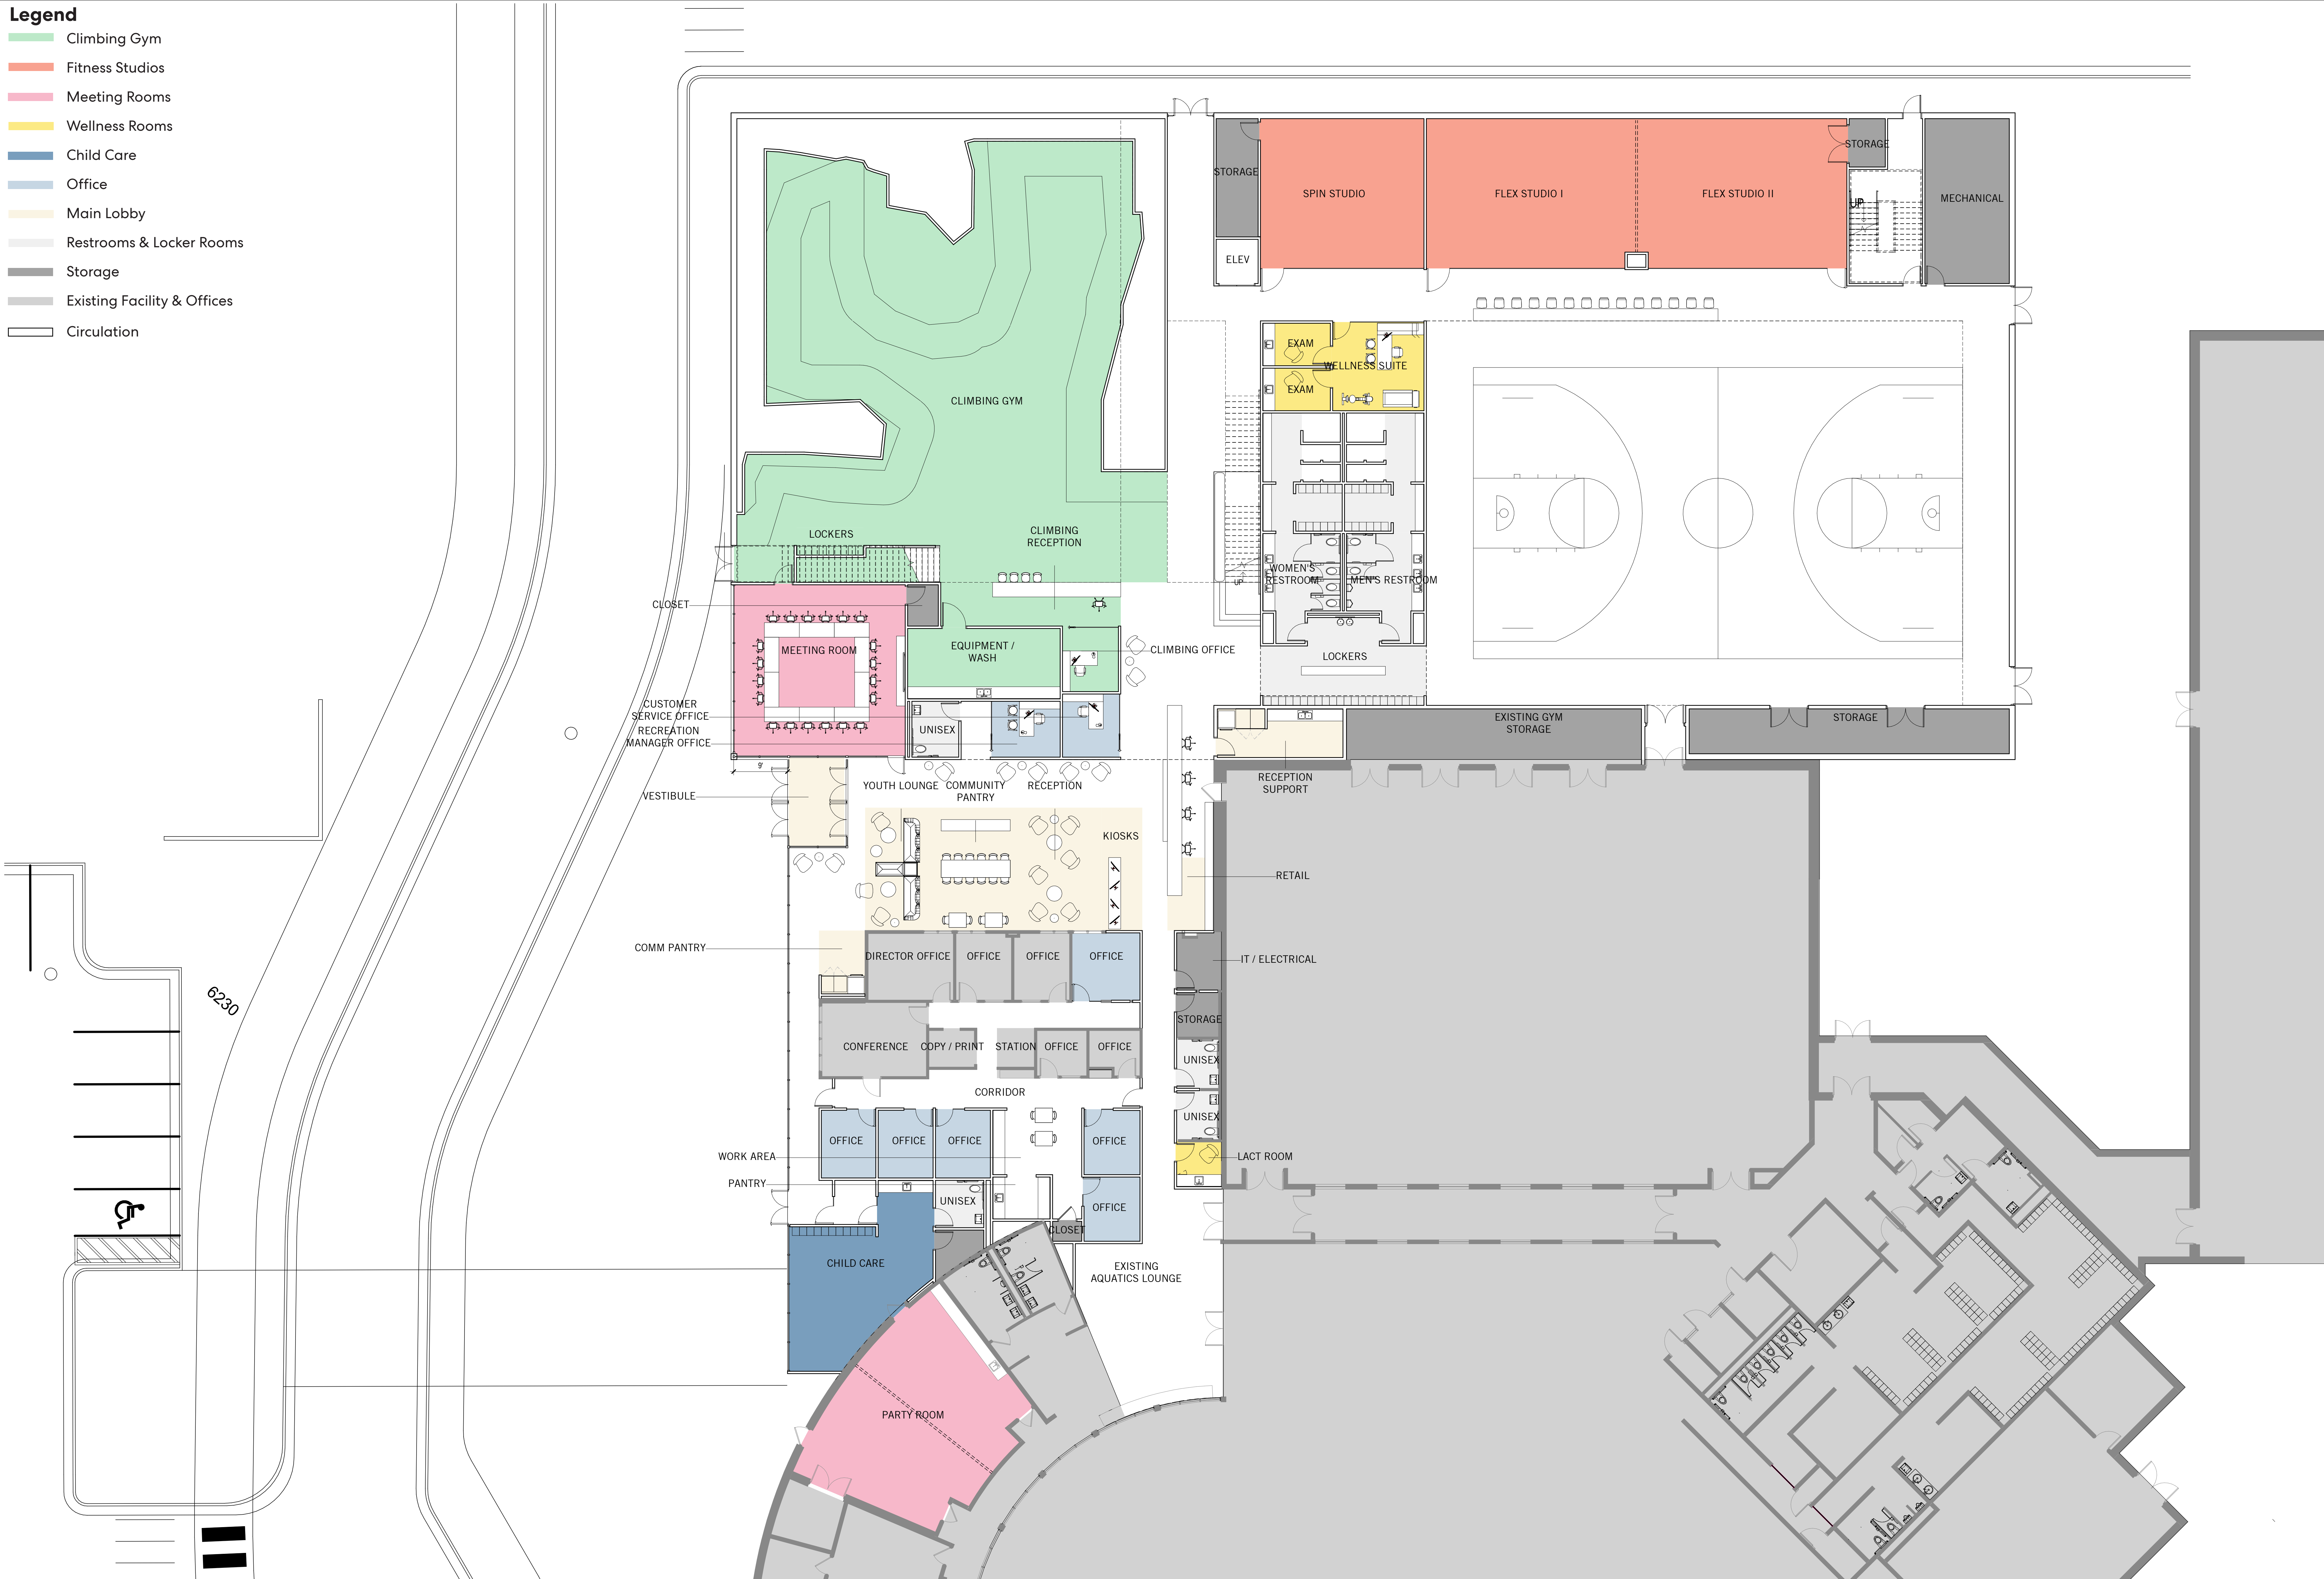 Legend
Climbing Gym
Fitness Studios
Meeting Rooms
Wellness Rooms
Child Care
Office
Main Lobby
Restrooms & Locker Rooms
Storage
Existing Facility & Offices
Circulation
STORAGE
SPIN STUDIO
FLEX STUDIO I
FLEX STUDIO II
STORAGE
UP
MECHANICAL
ELEV
EXAM
WELLNESS SUITE
EXAM
CLIMBING GYM
LOCKERS
CLIMBING
RECEPTION
WOMEN'S
RESTROOM
MEN'S RESTROOM
UP
CLOSET
MEETING ROOM
EQUIPMENT /
WASH
CLIMBING OFFICE
LOCKERS
CUSTOMER
SERVICE OFFICE
RECREATION
MANAGER OFFICE
UNISEX
EXISTING GYM
STORAGE
STORAGE
9'
VESTIBULE
YOUTH LOUNGE
COMMUNITY
PANTRY
RECEPTION
RECEPTION
SUPPORT
KIOSKS
RETAIL
COMM PANTRY
DIRECTOR OFFICE
OFFICE
OFFICE
OFFICE
IT / ELECTRICAL
6230
STORAGE
CONFERENCE
COPY / PRINT
STATION
OFFICE
OFFICE
UNISEX
CORRIDOR
UNISEX
OFFICE
OFFICE
OFFICE
OFFICE
WORK AREA
LACT ROOM
PANTRY
UNISEX
OFFICE
CLOSET
CHILD CARE
EXISTING
AQUATICS LOUNGE
PARTY ROOM